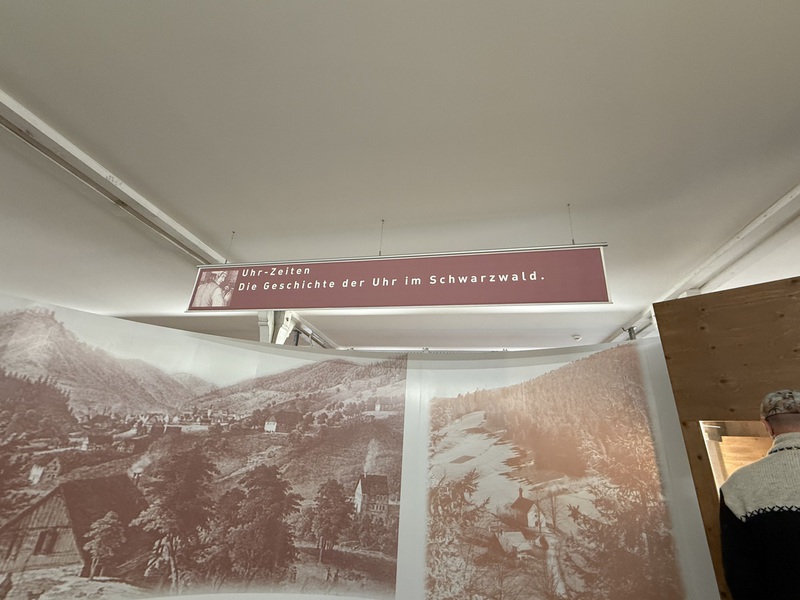 Uhr-Zeiten
Die Geschichte der Uhr im Schwarzwald.